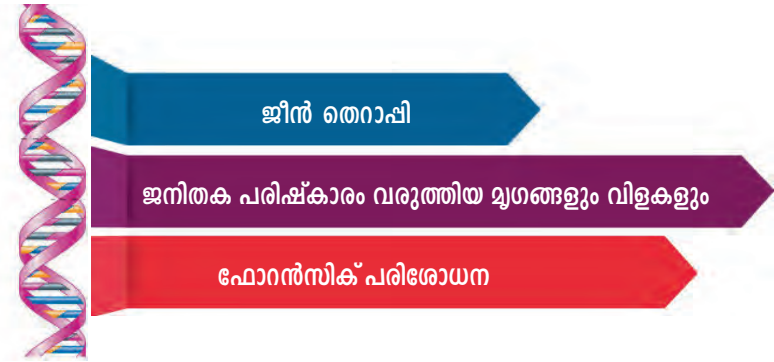 ജീൻ തെറാപ്പി
ജനിതക പരിഷ്കാരം വരുത്തിയ മൃഗങ്ങളും വിളകളും
ഫോറൻസിക് പരിശോധന